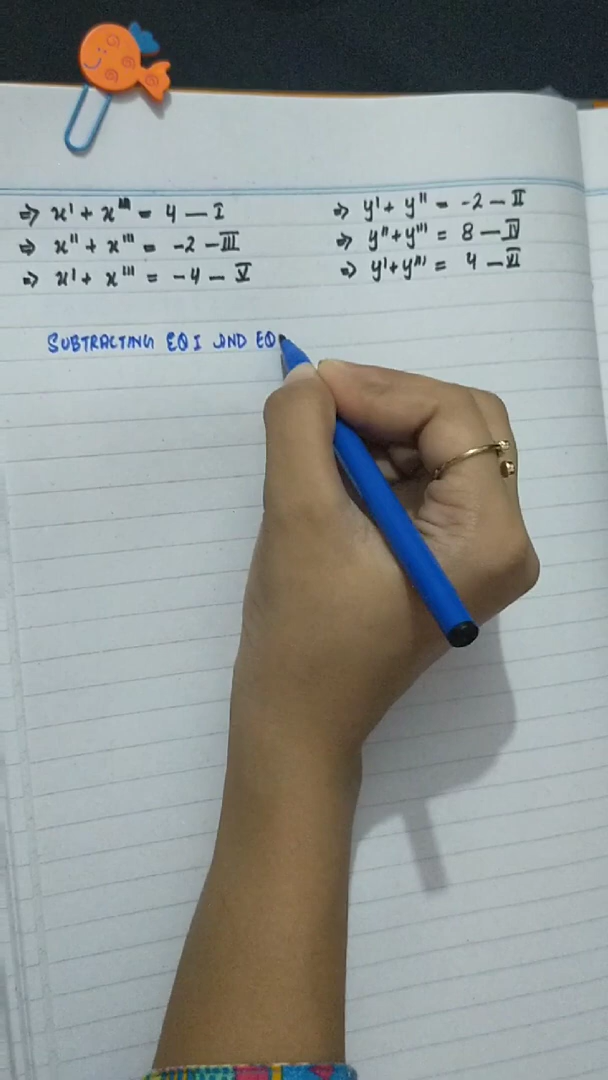 ⇒ x' + x''' = 4 — I
⇒ y' + y'' = -2 — II
⇒ x'' + x''' = -2 — III
⇒ y'' + y''' = 8 — IV
⇒ x' + x''' = -4 — V
⇒ y' + y''' = 4 — VI
SUBTRACTING EQ I AND EQ